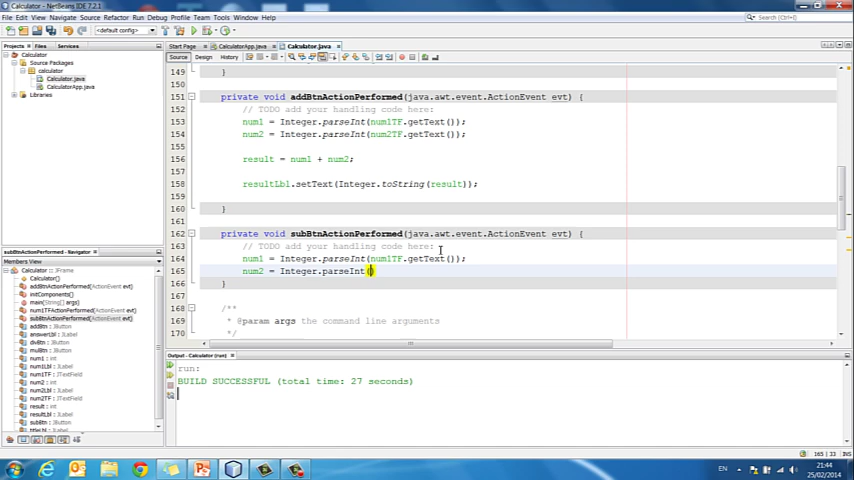 Calculator - NetBeans IDE 7.2.1
File Edit View Navigate Source Refactor Run Debug Profile Team Tools Window Help
Search (Ctrl+I)
<default config>
Projects Files Services
Start Page CalculatorApp.java Calculator.java
Source Design History
Calculator
Source Packages
calculator
Calculator.java
CalculatorApp.java
Libraries
149 }
150
151 private void addBtnActionPerformed(java.awt.event.ActionEvent evt) {
152 // TODO add your handling code here:
153 num1 = Integer.parseInt(num1TF.getText());
154 num2 = Integer.parseInt(num2TF.getText());
155
156 result = num1 + num2;
157
158 resultLbl.setText(Integer.toString(result));
159
160 }
161
162 private void subBtnActionPerformed(java.awt.event.ActionEvent evt) {
163 // TODO add your handling code here:
164 num1 = Integer.parseInt(num1TF.getText());
165 num2 = Integer.parseInt()
166 }
167
168 /**
169 * @param args the command line arguments
170 */
subBtnActionPerformed - Navigator
Calculator :: JFrame
Calculator()
addBtnActionPerformed(ActionEvent evt)
initComponents()
main(String[] args)
num1TFActionPerformed(ActionEvent evt)
subBtnActionPerformed(ActionEvent evt)
addBtn : JButton
answerLbl : JLabel
divBtn : JButton
mulBtn : JButton
num1 : int
num1Lbl : JLabel
num1TF : JTextField
num2 : int
num2Lbl : JLabel
num2TF : JTextField
result : int
resultLbl : JLabel
subBtn : JButton
titleLbl : JLabel
Output - Calculator (run)
run:
BUILD SUCCESSFUL (total time: 27 seconds)
165 | 33 INS
EN
21:44
25/02/2014